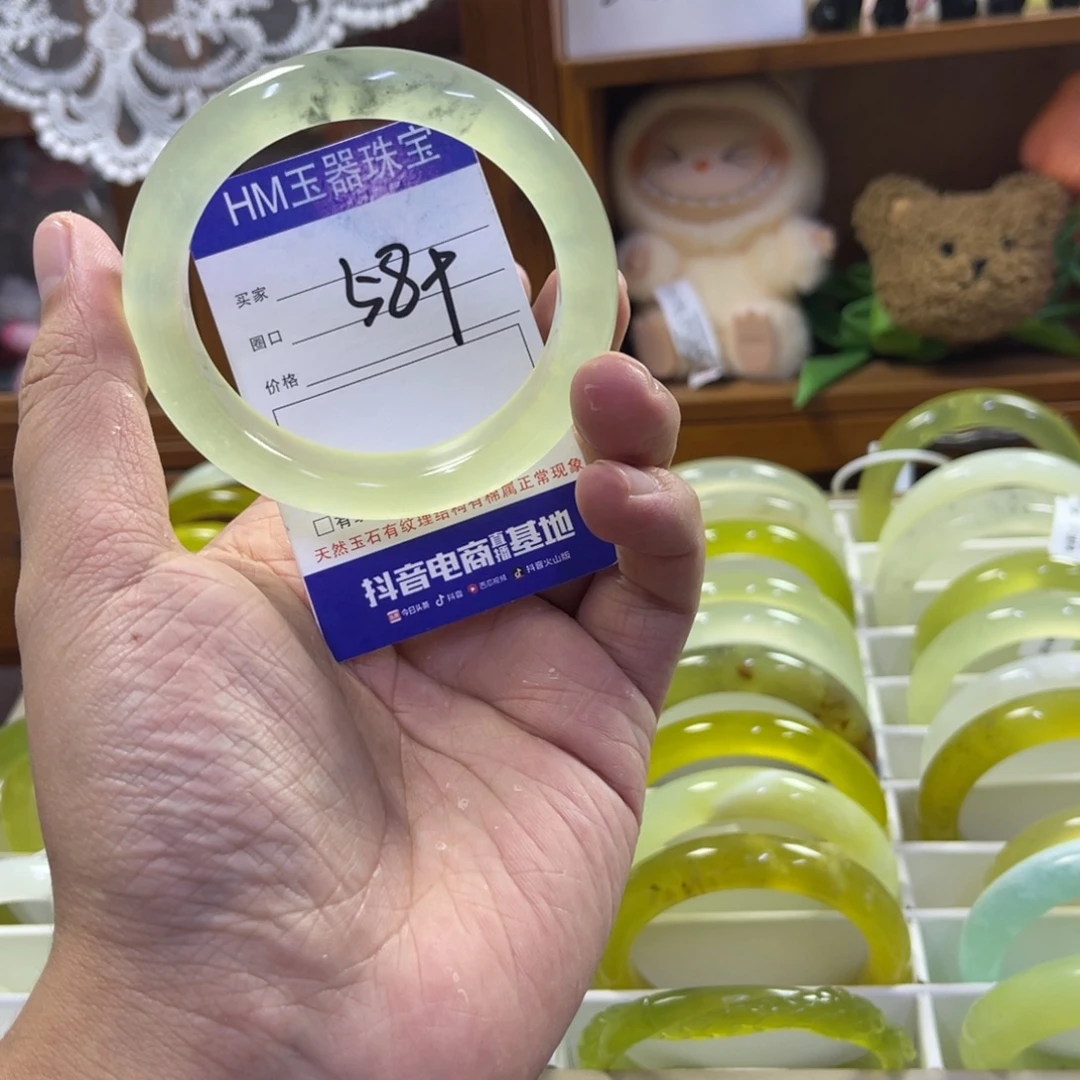 HM玉器珠宝
买家
58+
圈口
价格
天然玉石有纹理结构有棉属正常现象
抖音电商直播基地
今日头条 抖音 西瓜视频 抖音火山版